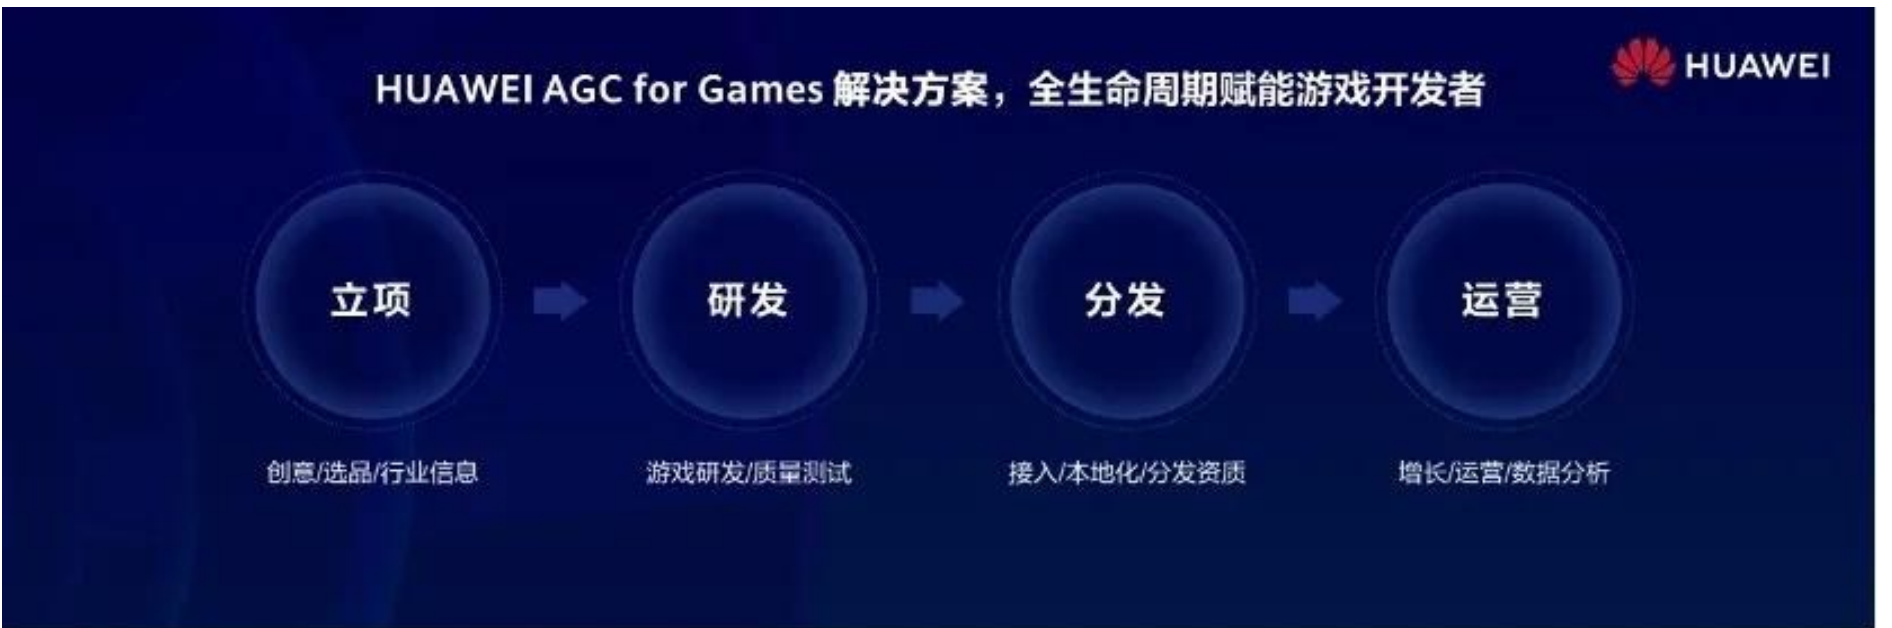 HUAWEI AGC for Games 解决方案，全生命周期赋能游戏开发者
HUAWEI
立项
研发
分发
运营
创意/选品/行业信息
游戏研发/质量测试
接入/本地化/分发资质
增长/运营/数据分析